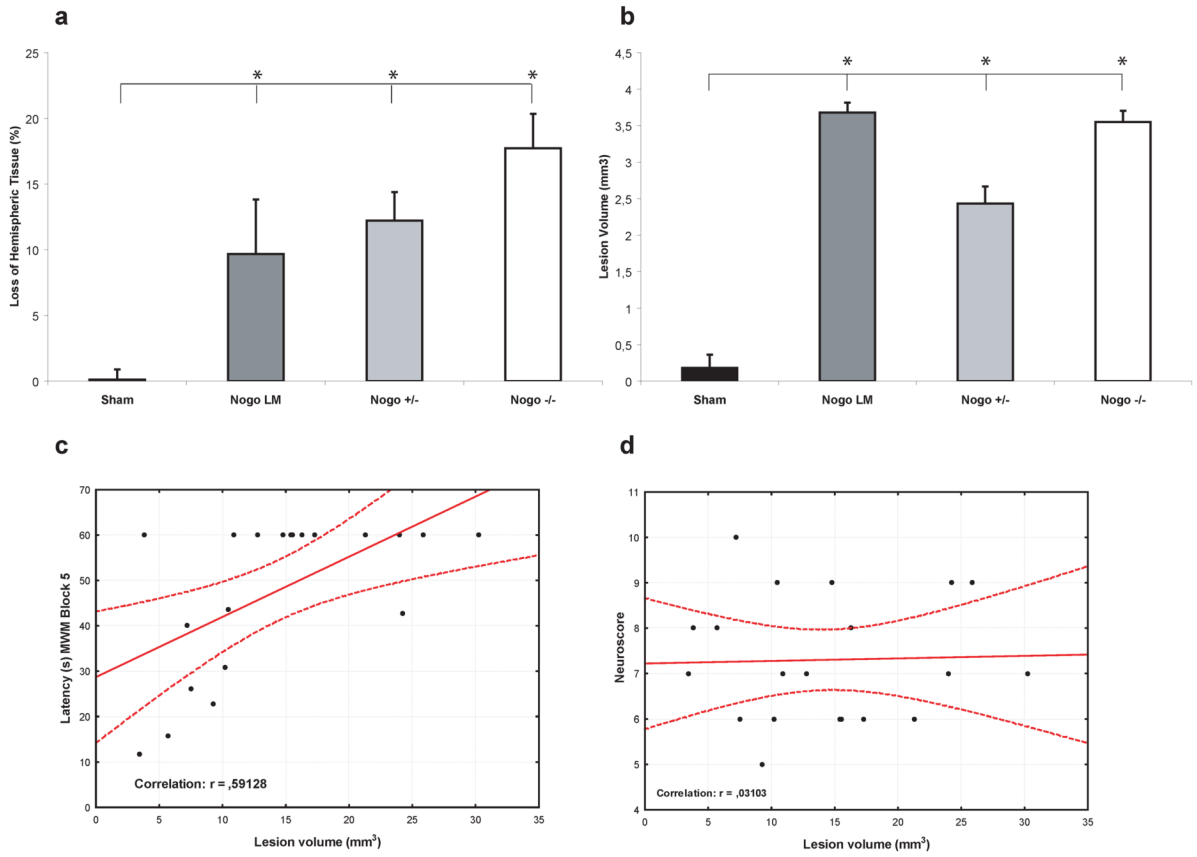 a
25
20
15
10
5
0
Loss of Hemispheric Tissue (%)
*
*
*
Sham
Nogo LM
Nogo +/-
Nogo -/-
b
4,5
4
3,5
3
2,5
2
1,5
1
0,5
0
Lesion Volume (mm3)
*
*
*
Sham
Nogo LM
Nogo +/-
Nogo -/-
c
70
60
50
40
30
20
10
0
Latency (s) MWM Block 5
Correlation: r = ,59128
0 5 10 15 20 25 30 35
Lesion volume (mm³)
d
11
10
9
8
7
6
5
4
Neuroscore
Correlation: r = ,03103
0 5 10 15 20 25 30 35
Lesion volume (mm³)